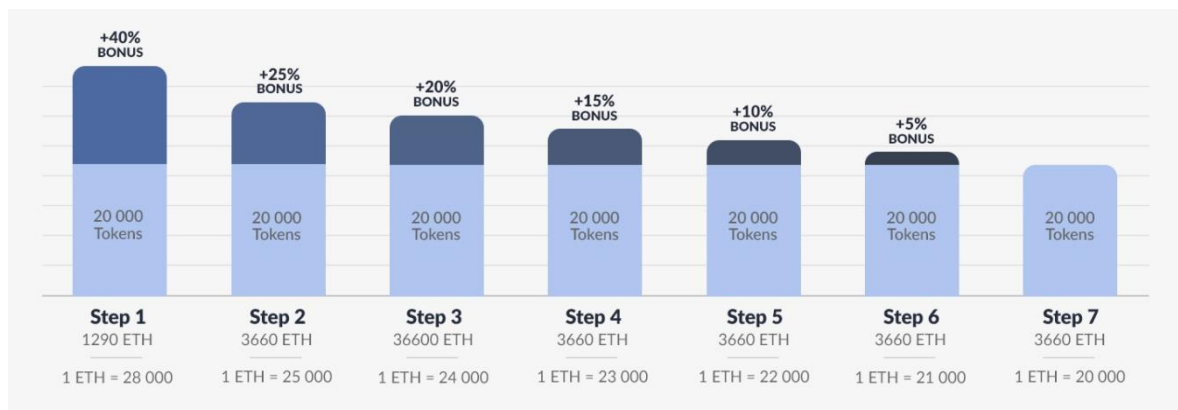 +40%
BONUS
20 000
Tokens
Step 1
1290 ETH
1 ETH = 28 000
+25%
BONUS
20 000
Tokens
Step 2
3660 ETH
1 ETH = 25 000
+20%
BONUS
20 000
Tokens
Step 3
36600 ETH
1 ETH = 24 000
+15%
BONUS
20 000
Tokens
Step 4
3660 ETH
1 ETH = 23 000
+10%
BONUS
20 000
Tokens
Step 5
3660 ETH
1 ETH = 22 000
+5%
BONUS
20 000
Tokens
Step 6
3660 ETH
1 ETH = 21 000
20 000
Tokens
Step 7
3660 ETH
1 ETH = 20 000